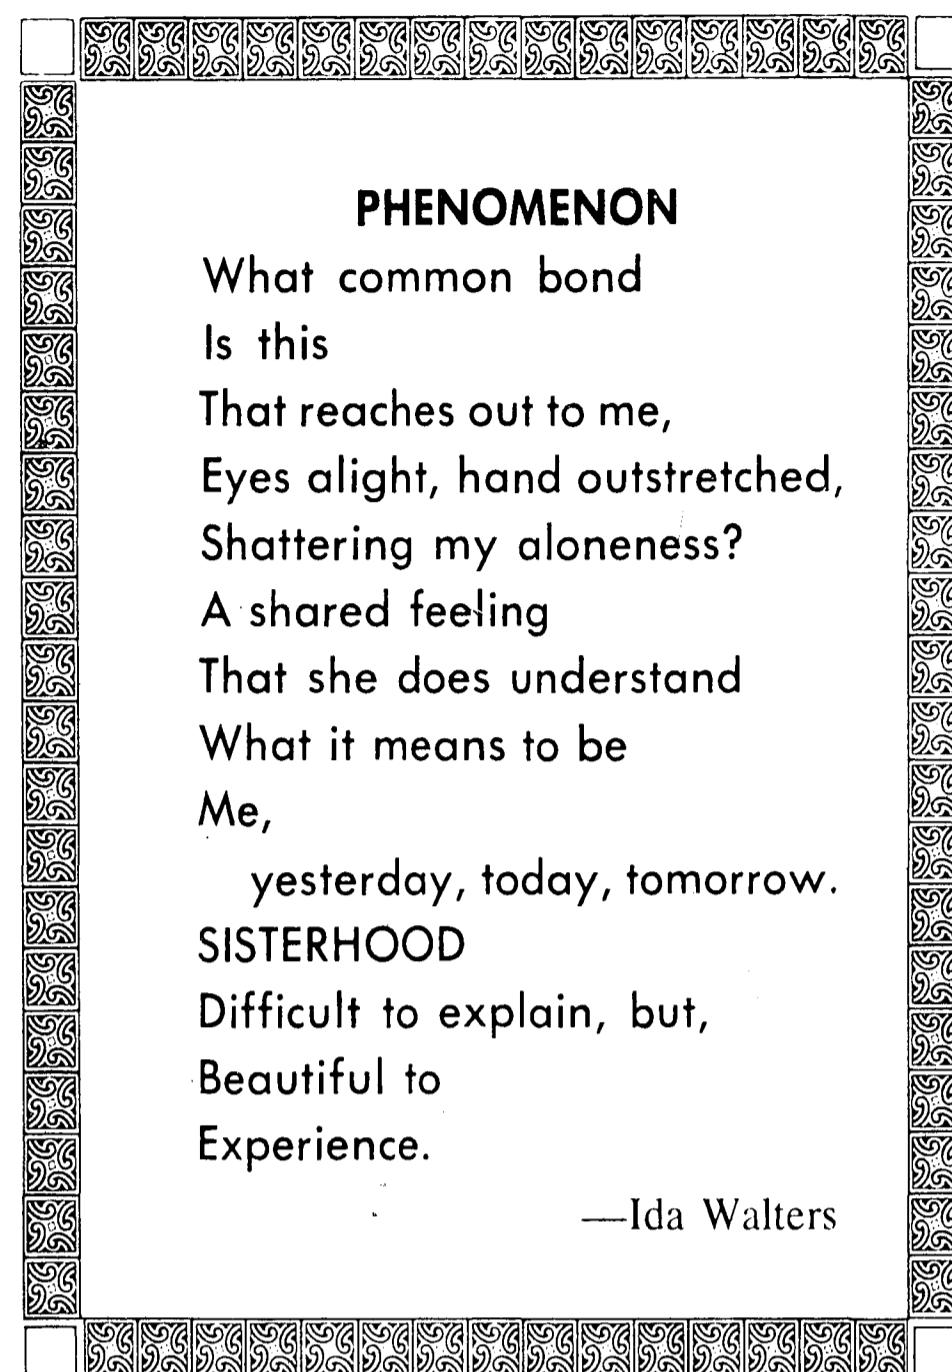 PHENOMENON
What common bond
Is this
That reaches out to me,
Eyes alight, hand outstretched,
Shattering my aloneness?
A shared feeling
That she does understand
What it means to be
Me,
yesterday, today, tomorrow.
SISTERHOOD
Difficult to explain, but,
Beautiful to
Experience.
—Ida Walters